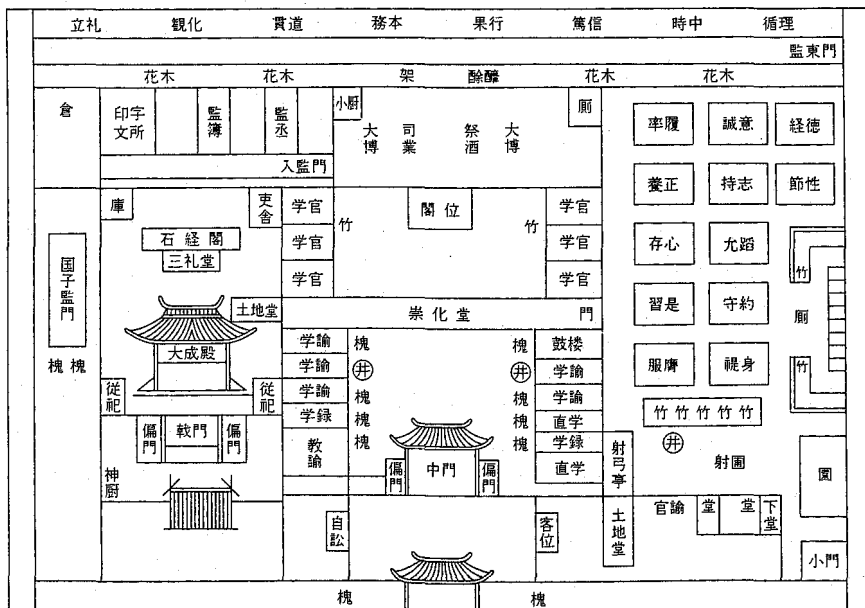 立礼 観化 貫道 務本 果行 篤信 時中 循理
監東門
花木 花木 架 酴醾 花木 花木
倉 印文 字所 監簿 監丞 小厨 大博 司業 祭酒 大博 厠
率履 誠意 経徳
入監門
養正 持志 節性
庫 吏舎 学官 竹 閣位 竹 学官
石経閣 学官 学官
存心 允蹈 竹
三礼堂 学官 学官
国子監門
土地堂 崇化堂 門
習是 守約 厠
大成殿
学諭 槐 槐 鼓楼
槐 槐 学諭 井 井 学諭
服膺 禔身 竹
従祀 従祀 学諭 槐 槐 学諭
学録 槐 槐 直学
竹 竹 竹 竹 竹
偏門 戟門 偏門 教諭 槐 槐 学録
井
偏門 中門 偏門 直学 射弓亭 射圃 園
神厨
自訟 客位 土地堂 官諭 堂 堂 下堂
小門
槐 槐